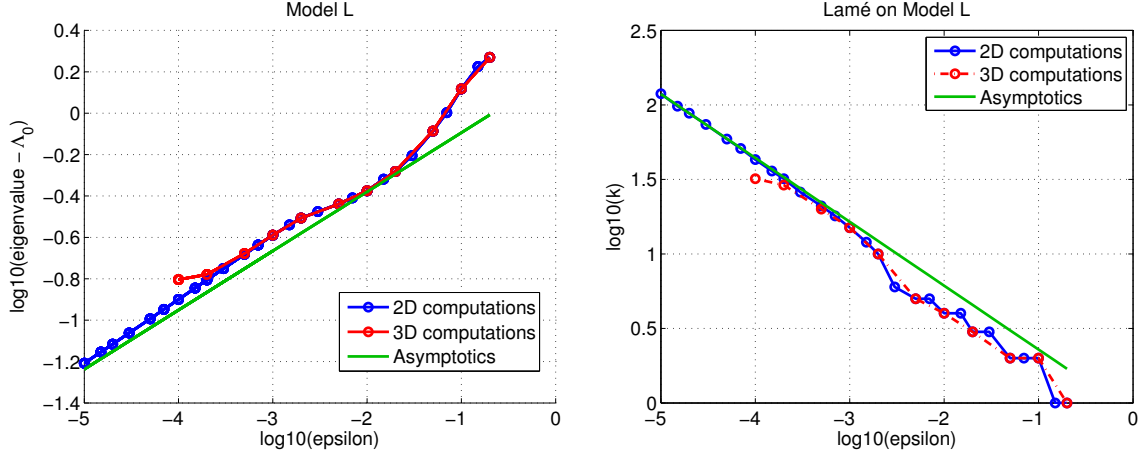 Model L
0.4
0.2
0
−0.2
−0.4
−0.6
−0.8
−1
−1.2
−1.4
log10(eigenvalue − Λ0)
2D computations
3D computations
Asymptotics
−5
−4
−3
−2
−1
0
log10(epsilon)
Lamé on Model L
2.5
2
1.5
1
0.5
0
log10(k)
2D computations
3D computations
Asymptotics
−5
−4
−3
−2
−1
0
log10(epsilon)